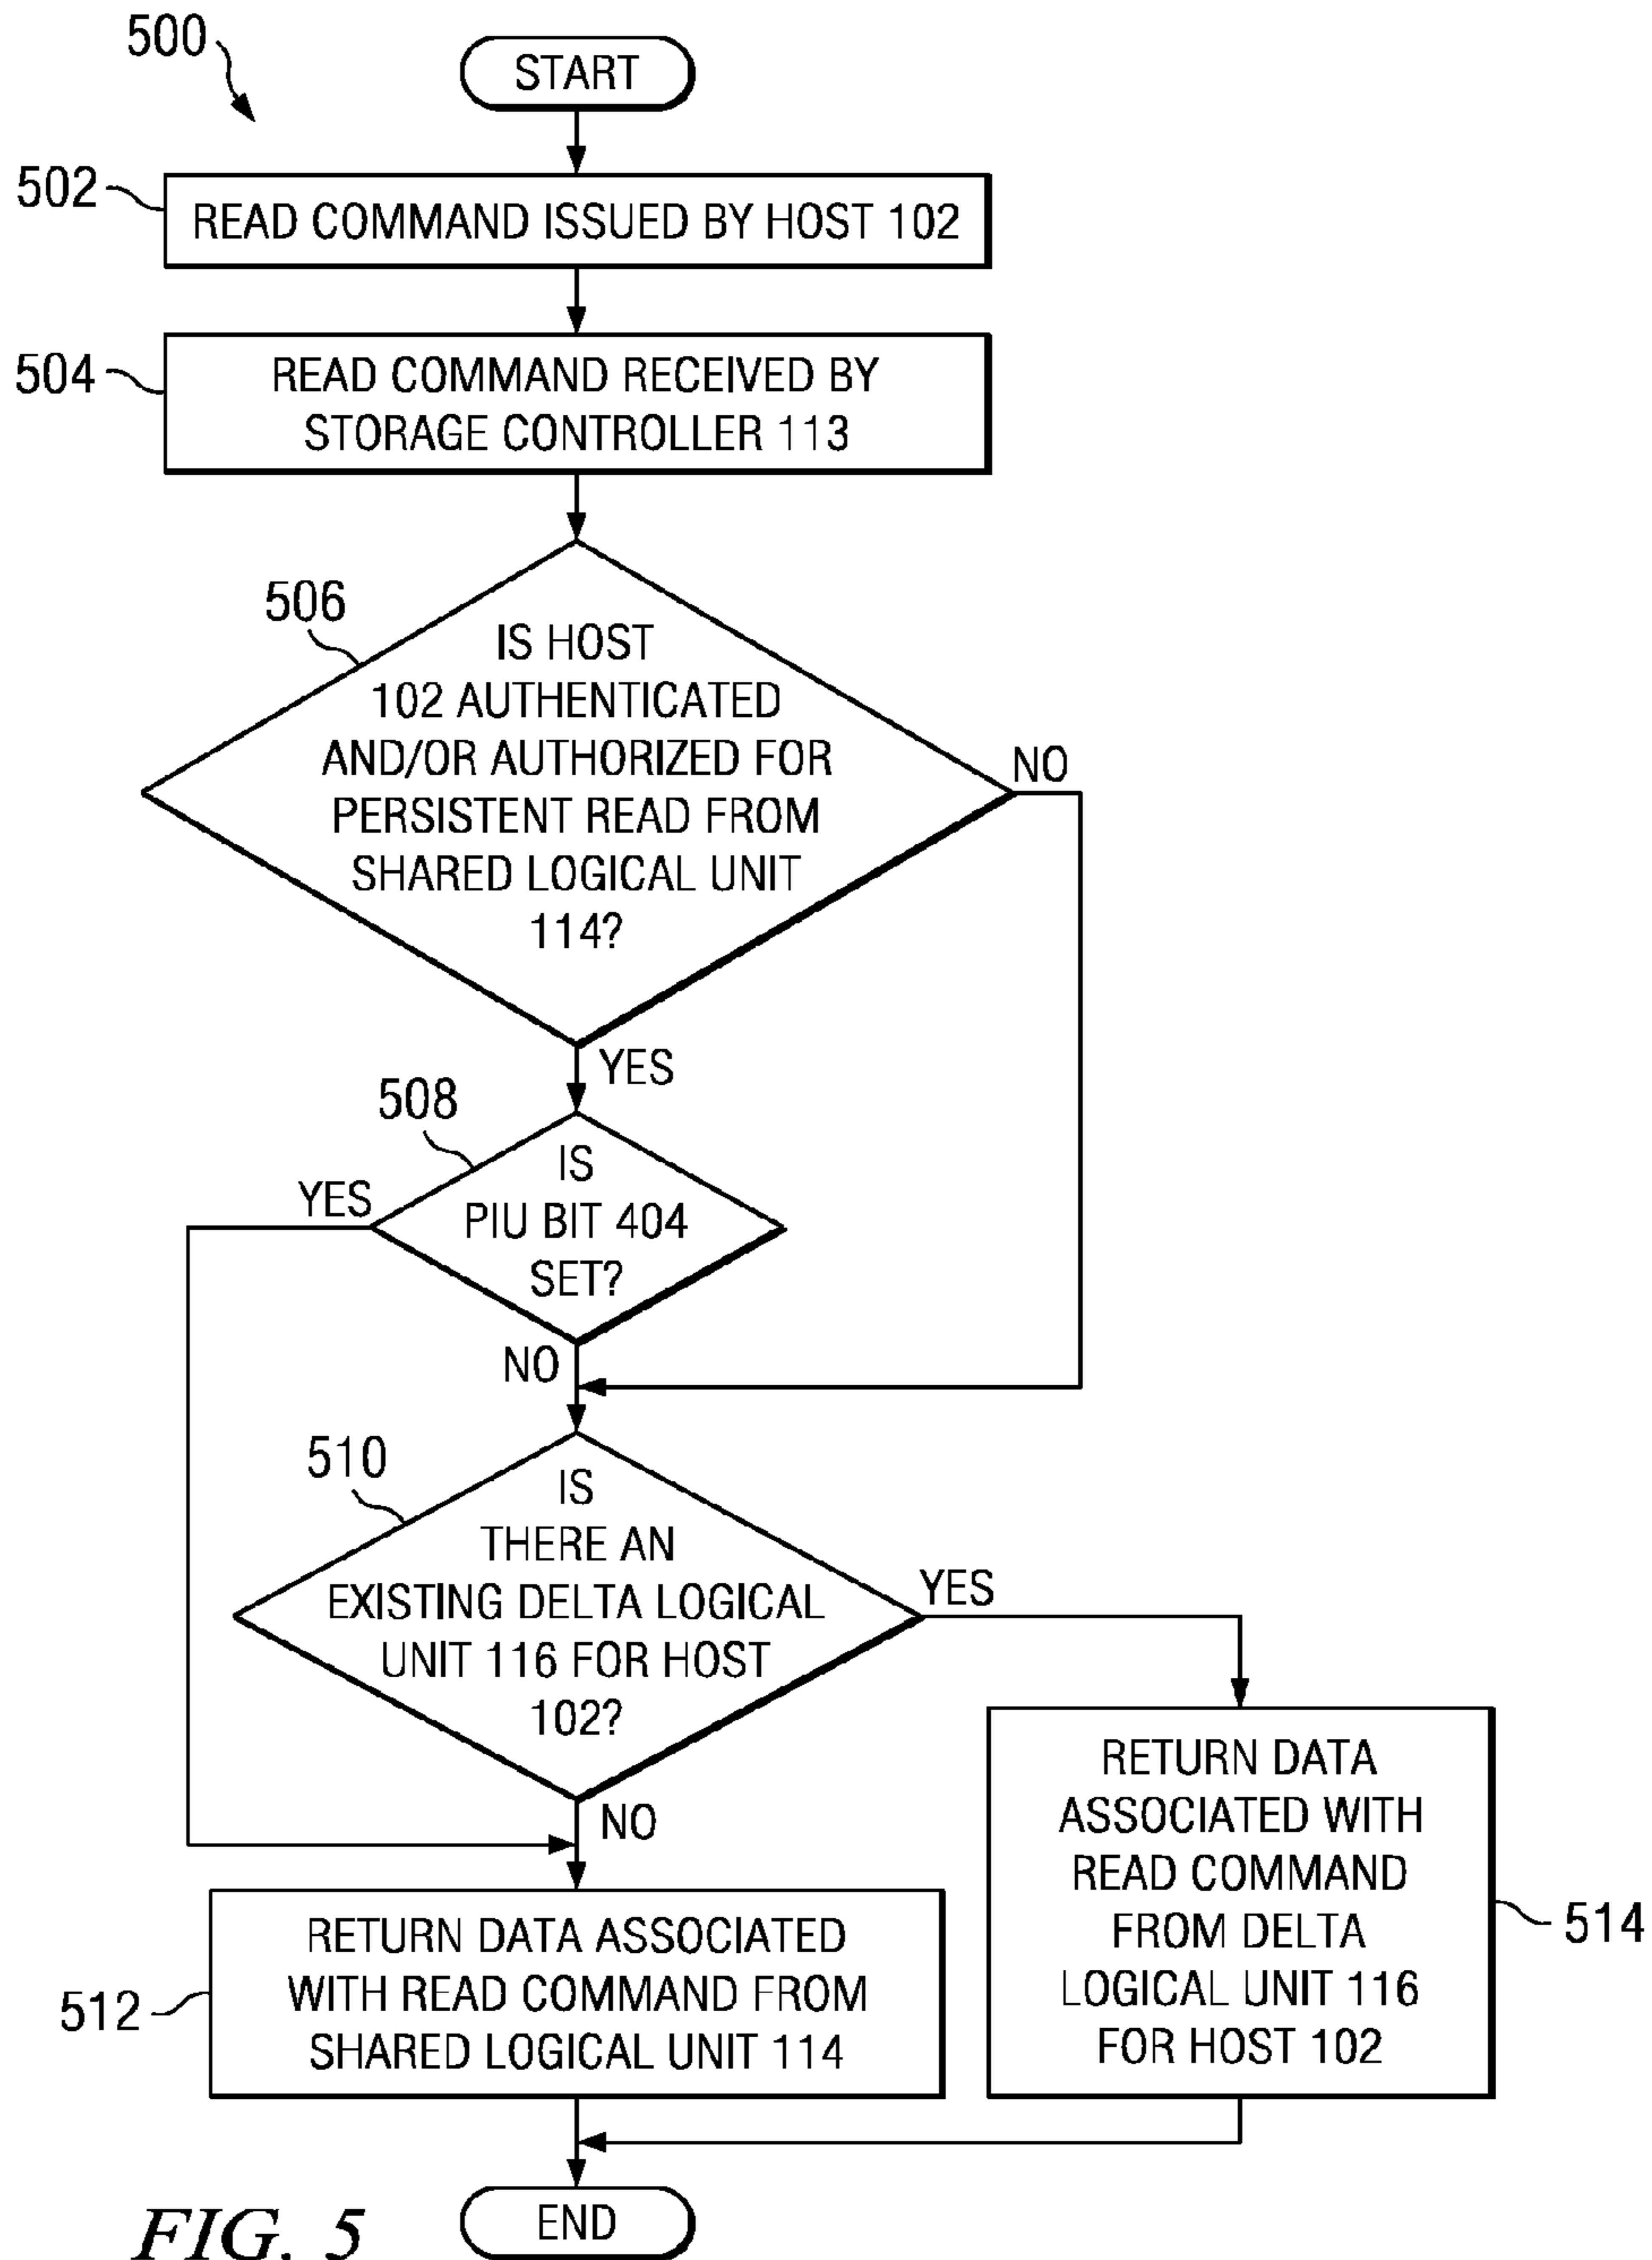 500
START
502
READ COMMAND ISSUED BY HOST 102
504
READ COMMAND RECEIVED BY
STORAGE CONTROLLER 113
506
IS HOST
102 AUTHENTICATED
AND/OR AUTHORIZED FOR
PERSISTENT READ FROM
SHARED LOGICAL UNIT
114?
NO
YES
508
IS
PIU BIT 404
SET?
YES
NO
510
IS
THERE AN
EXISTING DELTA LOGICAL
UNIT 116 FOR HOST
102?
YES
NO
512
RETURN DATA ASSOCIATED
WITH READ COMMAND FROM
SHARED LOGICAL UNIT 114
RETURN DATA
ASSOCIATED WITH
READ COMMAND
FROM DELTA
LOGICAL UNIT 116
FOR HOST 102
514
END
FIG. 5